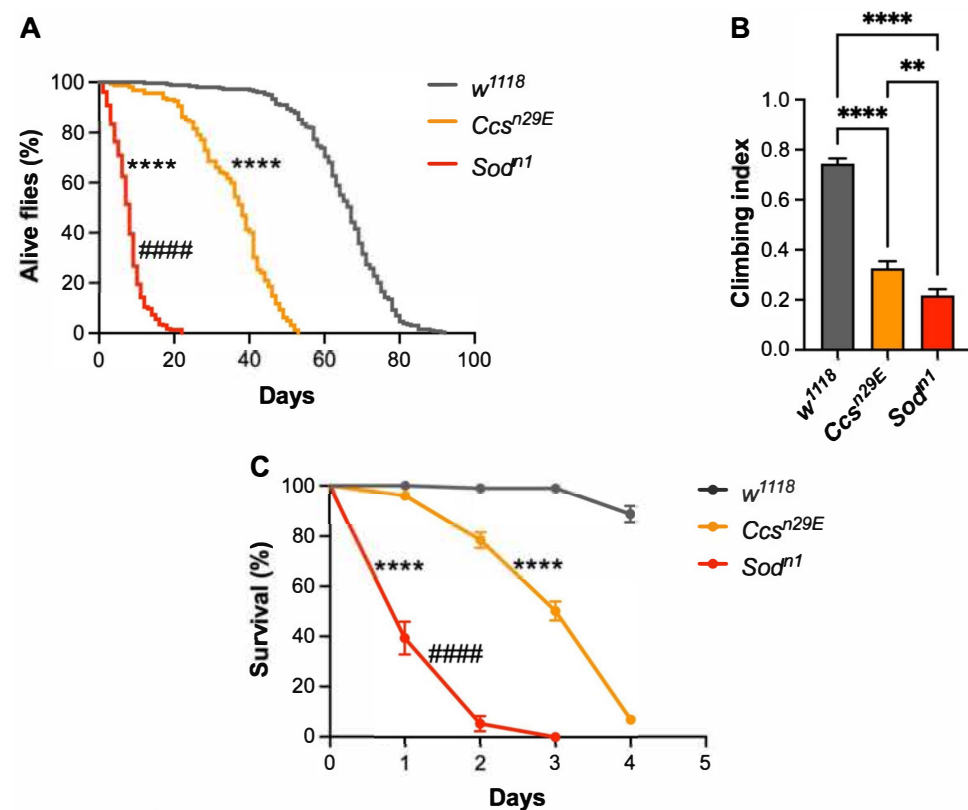 A
Alive flies (%)
100
80
60
40
20
0
0 20 40 60 80 100
Days
w1118
Ccsn29E
Sodn1
****
****
####
B
****
**
****
Climbing index
1.0
0.8
0.6
0.4
0.2
0.0
w1118
Ccsn29E
Sodn1
C
Survival (%)
100
80
60
40
20
0
0 1 2 3 4 5
Days
w1118
Ccsn29E
Sodn1
****
****
####